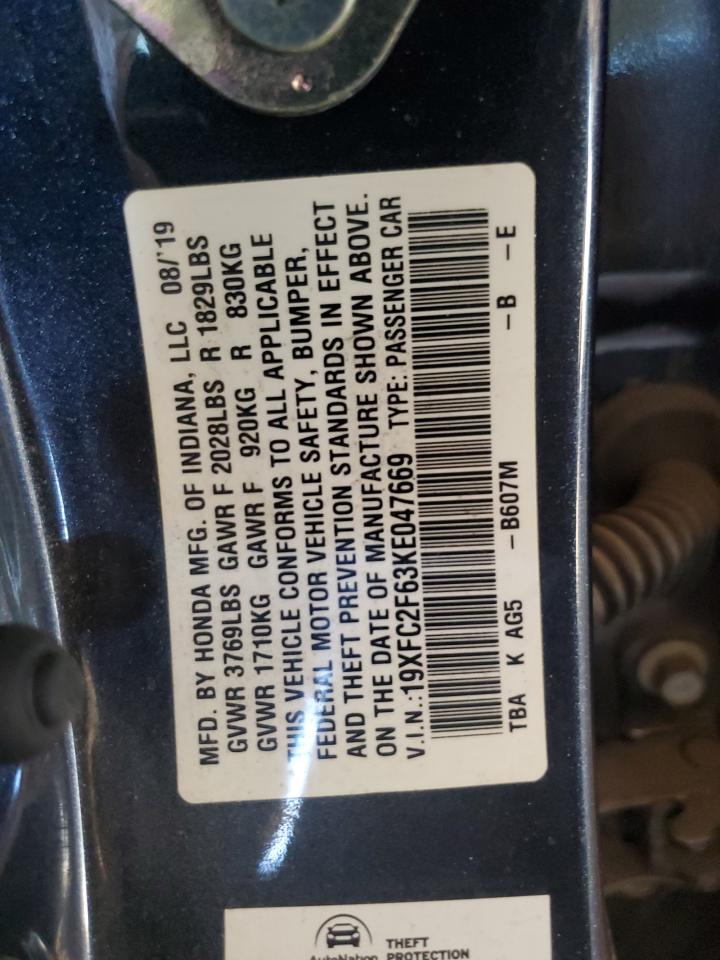 MFD. BY HONDA MFG. OF INDIANA, LLC 08/'19
GVWR 3769LBS GAWR F 2028LBS R 1829LBS
GVWR 1710KG GAWR F 920KG R 830KG
THIS VEHICLE CONFORMS TO ALL APPLICABLE
FEDERAL MOTOR VEHICLE SAFETY, BUMPER,
AND THEFT PREVENTION STANDARDS IN EFFECT
ON THE DATE OF MANUFACTURE SHOWN ABOVE.
V.I.N.:19XFC2F63KE047669 TYPE: PASSENGER CAR
TBA K AG5 –B607M –B –E
AutoNation
THEFT
PROTECTION